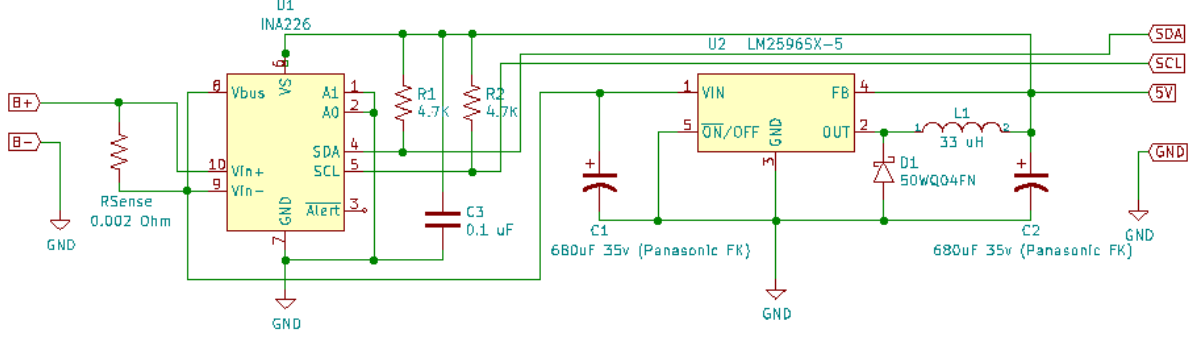 U1
INA226
U2 LM2596SX-5
SDA
SCL
5V
GND
B+
B-
8 Vbus
6 VS
A1 1
A0 2
SDA 4
SCL 5
10 Vin+
9 Vin-
GND 7
Alert 3
R1
4.7K
R2
4.7K
RSense
0.002 Ohm
GND
C3
0.1 uF
GND
1 VIN
5 ON/OFF
GND 3
FB 4
OUT 2
L1
1 2
33 uH
D1
50WQ04FN
C1
680uF 35v (Panasonic FK)
C2
680uF 35v (Panasonic FK)
GND
GND